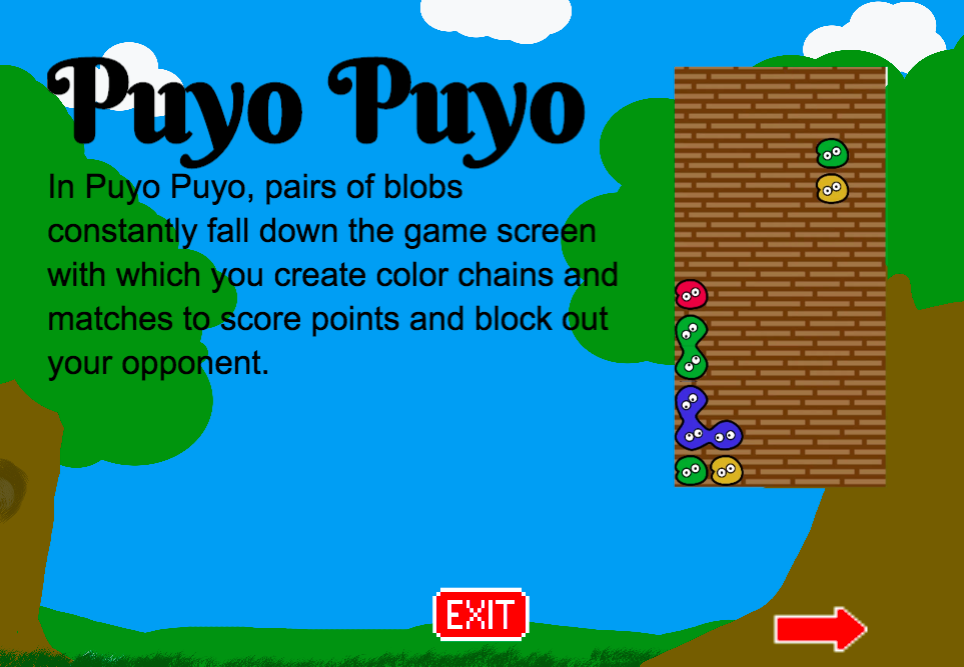 Puyo Puyo
In Puyo Puyo, pairs of blobs
constantly fall down the game screen
with which you create color chains and
matches to score points and block out
your opponent.
EXIT